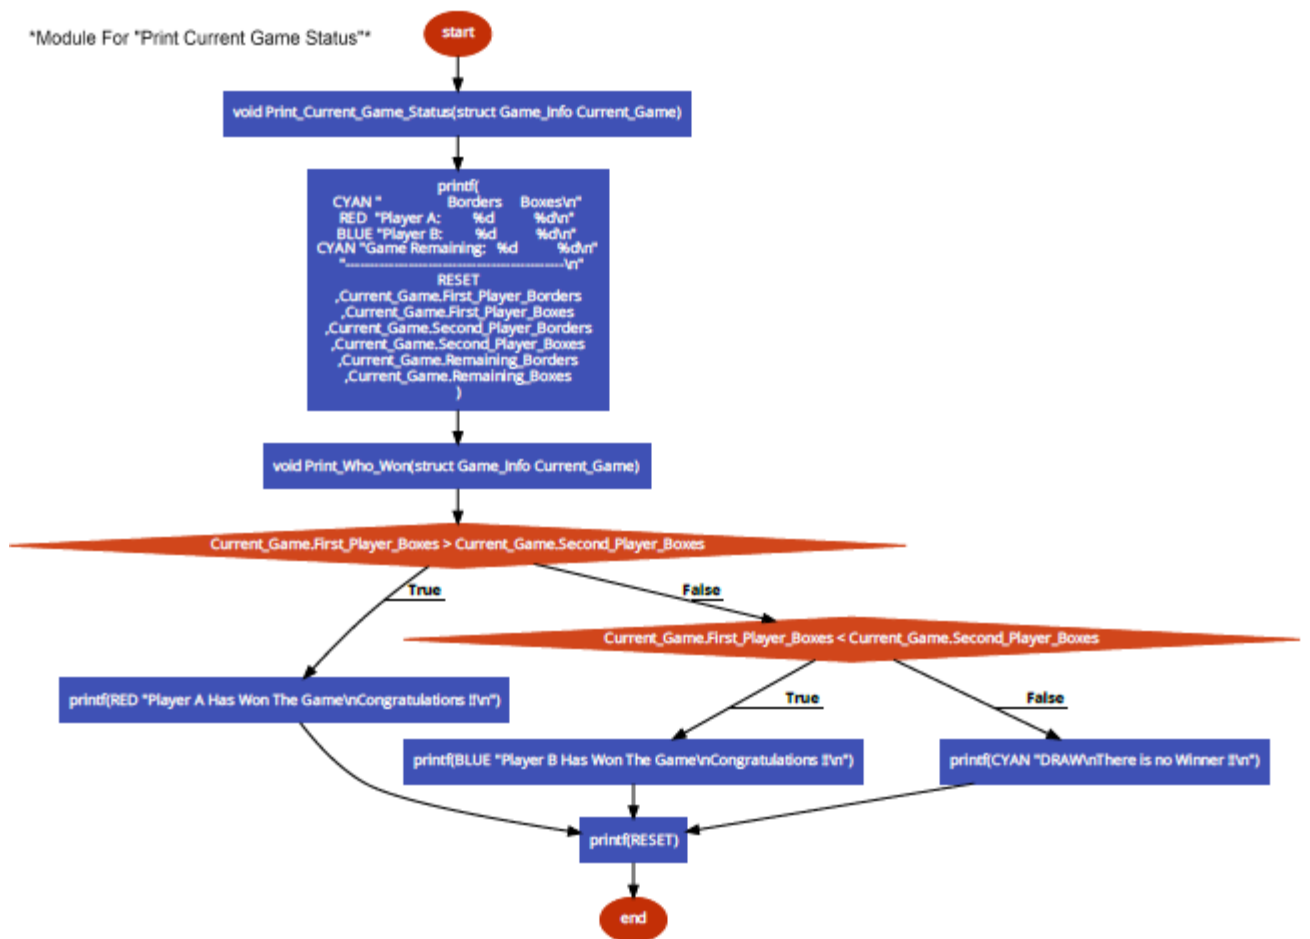 *Module For "Print Current Game Status"*
start
void Print_Current_Game_Status(struct Game_Info Current_Game)
printf(
CYAN " Borders Boxes\n"
RED "Player A: %d %d\n"
BLUE "Player B: %d %d\n"
CYAN "Game Remaining: %d %d\n"
"-----------------------------------------------\n"
RESET
,Current_Game.First_Player_Borders
,Current_Game.First_Player_Boxes
,Current_Game.Second_Player_Borders
,Current_Game.Second_Player_Boxes
,Current_Game.Remaining_Borders
,Current_Game.Remaining_Boxes
)
void Print_Who_Won(struct Game_Info Current_Game)
Current_Game.First_Player_Boxes > Current_Game.Second_Player_Boxes
True
False
Current_Game.First_Player_Boxes < Current_Game.Second_Player_Boxes
printf(RED "Player A Has Won The Game\nCongratulations !!\n")
True
False
printf(BLUE "Player B Has Won The Game\nCongratulations !!\n")
printf(CYAN "DRAW\nThere is no Winner !!\n")
printf(RESET)
end